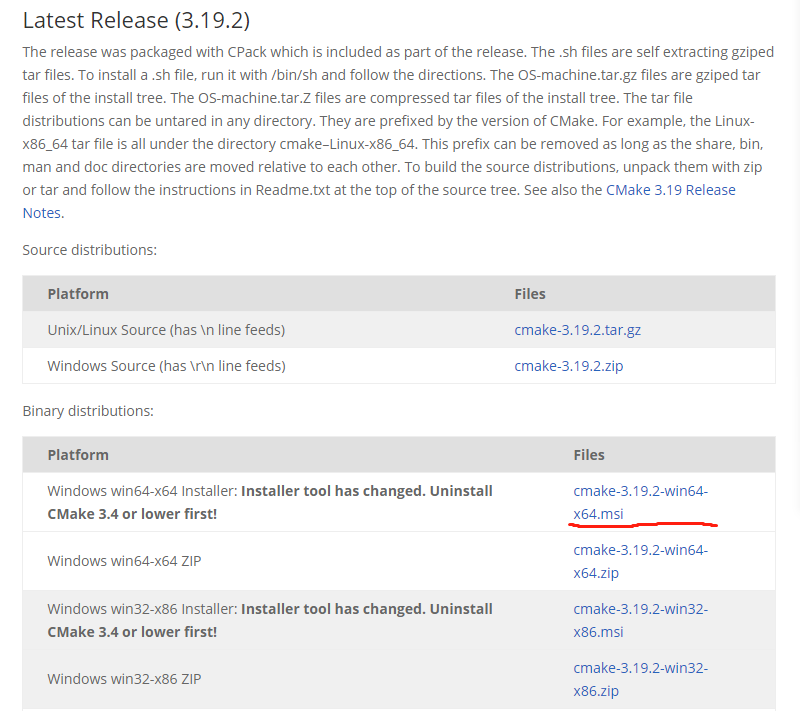 Latest Release (3.19.2)
The release was packaged with CPack which is included as part of the release. The .sh files are self extracting gziped
tar files. To install a .sh file, run it with /bin/sh and follow the directions. The OS-machine.tar.gz files are gziped tar
files of the install tree. The OS-machine.tar.Z files are compressed tar files of the install tree. The tar file
distributions can be untared in any directory. They are prefixed by the version of CMake. For example, the Linux-
x86_64 tar file is all under the directory cmake–Linux-x86_64. This prefix can be removed as long as the share, bin,
man and doc directories are moved relative to each other. To build the source distributions, unpack them with zip
or tar and follow the instructions in Readme.txt at the top of the source tree. See also the CMake 3.19 Release
Notes.
Source distributions:
Platform Files
Unix/Linux Source (has \n line feeds) cmake-3.19.2.tar.gz
Windows Source (has \r\n line feeds) cmake-3.19.2.zip
Binary distributions:
Platform Files
Windows win64-x64 Installer: Installer tool has changed. Uninstall
CMake 3.4 or lower first!
cmake-3.19.2-win64-
x64.msi
Windows win64-x64 ZIP
cmake-3.19.2-win64-
x64.zip
Windows win32-x86 Installer: Installer tool has changed. Uninstall
CMake 3.4 or lower first!
cmake-3.19.2-win32-
x86.msi
Windows win32-x86 ZIP
cmake-3.19.2-win32-
x86.zip